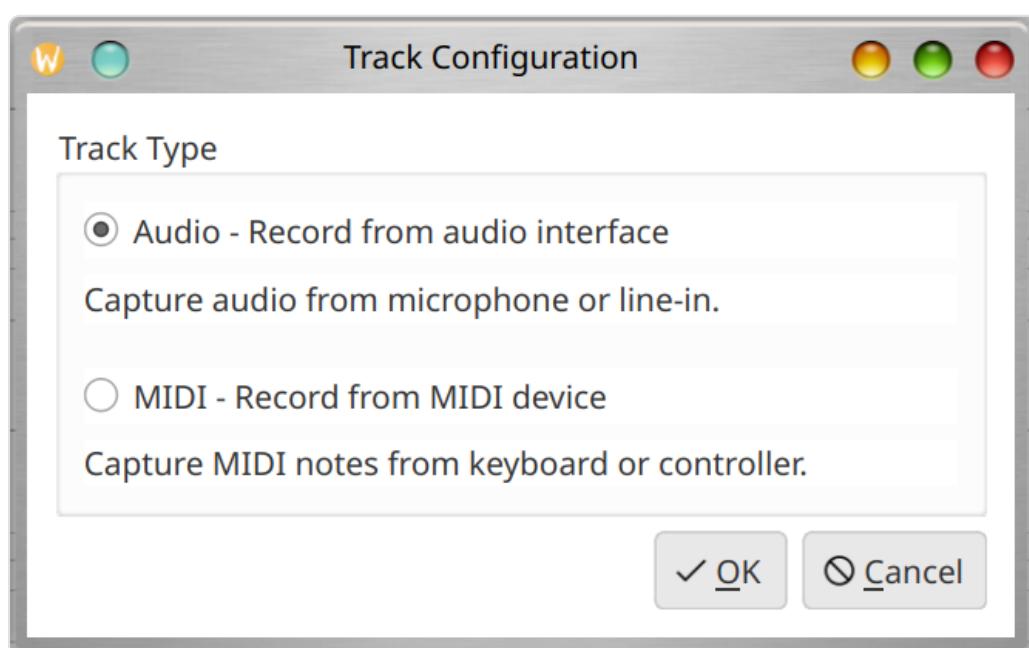 W
Track Configuration
Track Type
Audio - Record from audio interface
Capture audio from microphone or line-in.
MIDI - Record from MIDI device
Capture MIDI notes from keyboard or controller.
OK Cancel